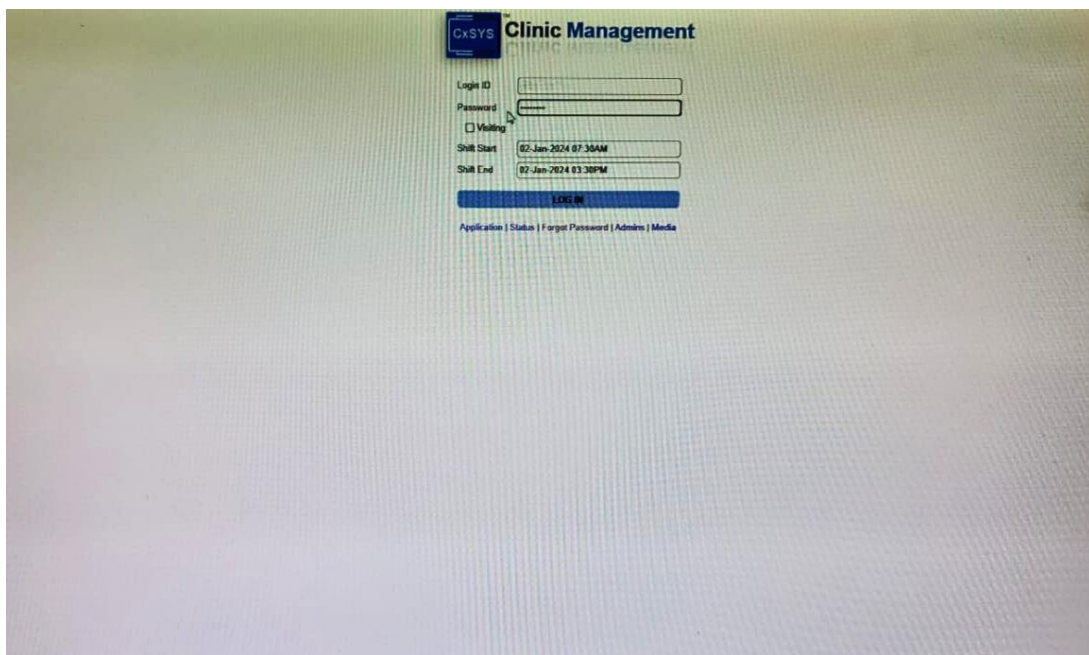 CxSYS Clinic Management
Login ID
Password
Visiting
Shift Start 02-Jan-2024 07:30AM
Shift End 02-Jan-2024 03:30PM
LOG IN
Application | Status | Forgot Password | Admins | Media